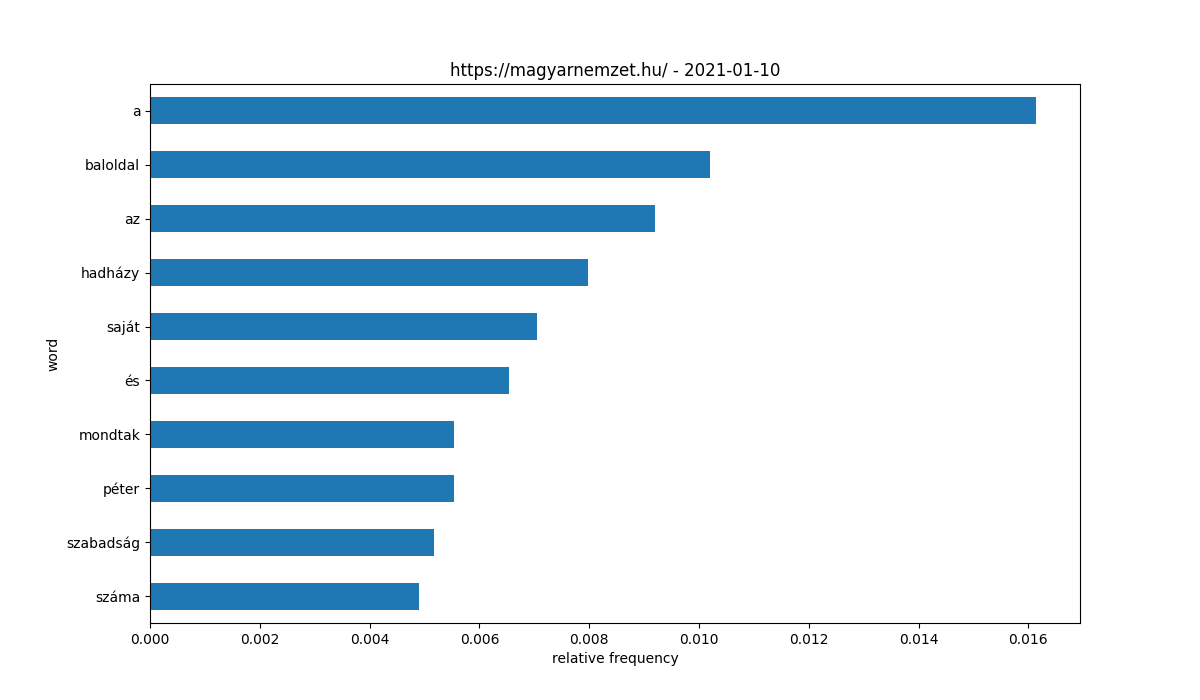 https://magyarnemzet.hu/ - 2021-01-10
a
baloldal
az
hadházy
saját
és
mondtak
péter
szabadság
száma
word
0.000 0.002 0.004 0.006 0.008 0.010 0.012 0.014 0.016
relative frequency